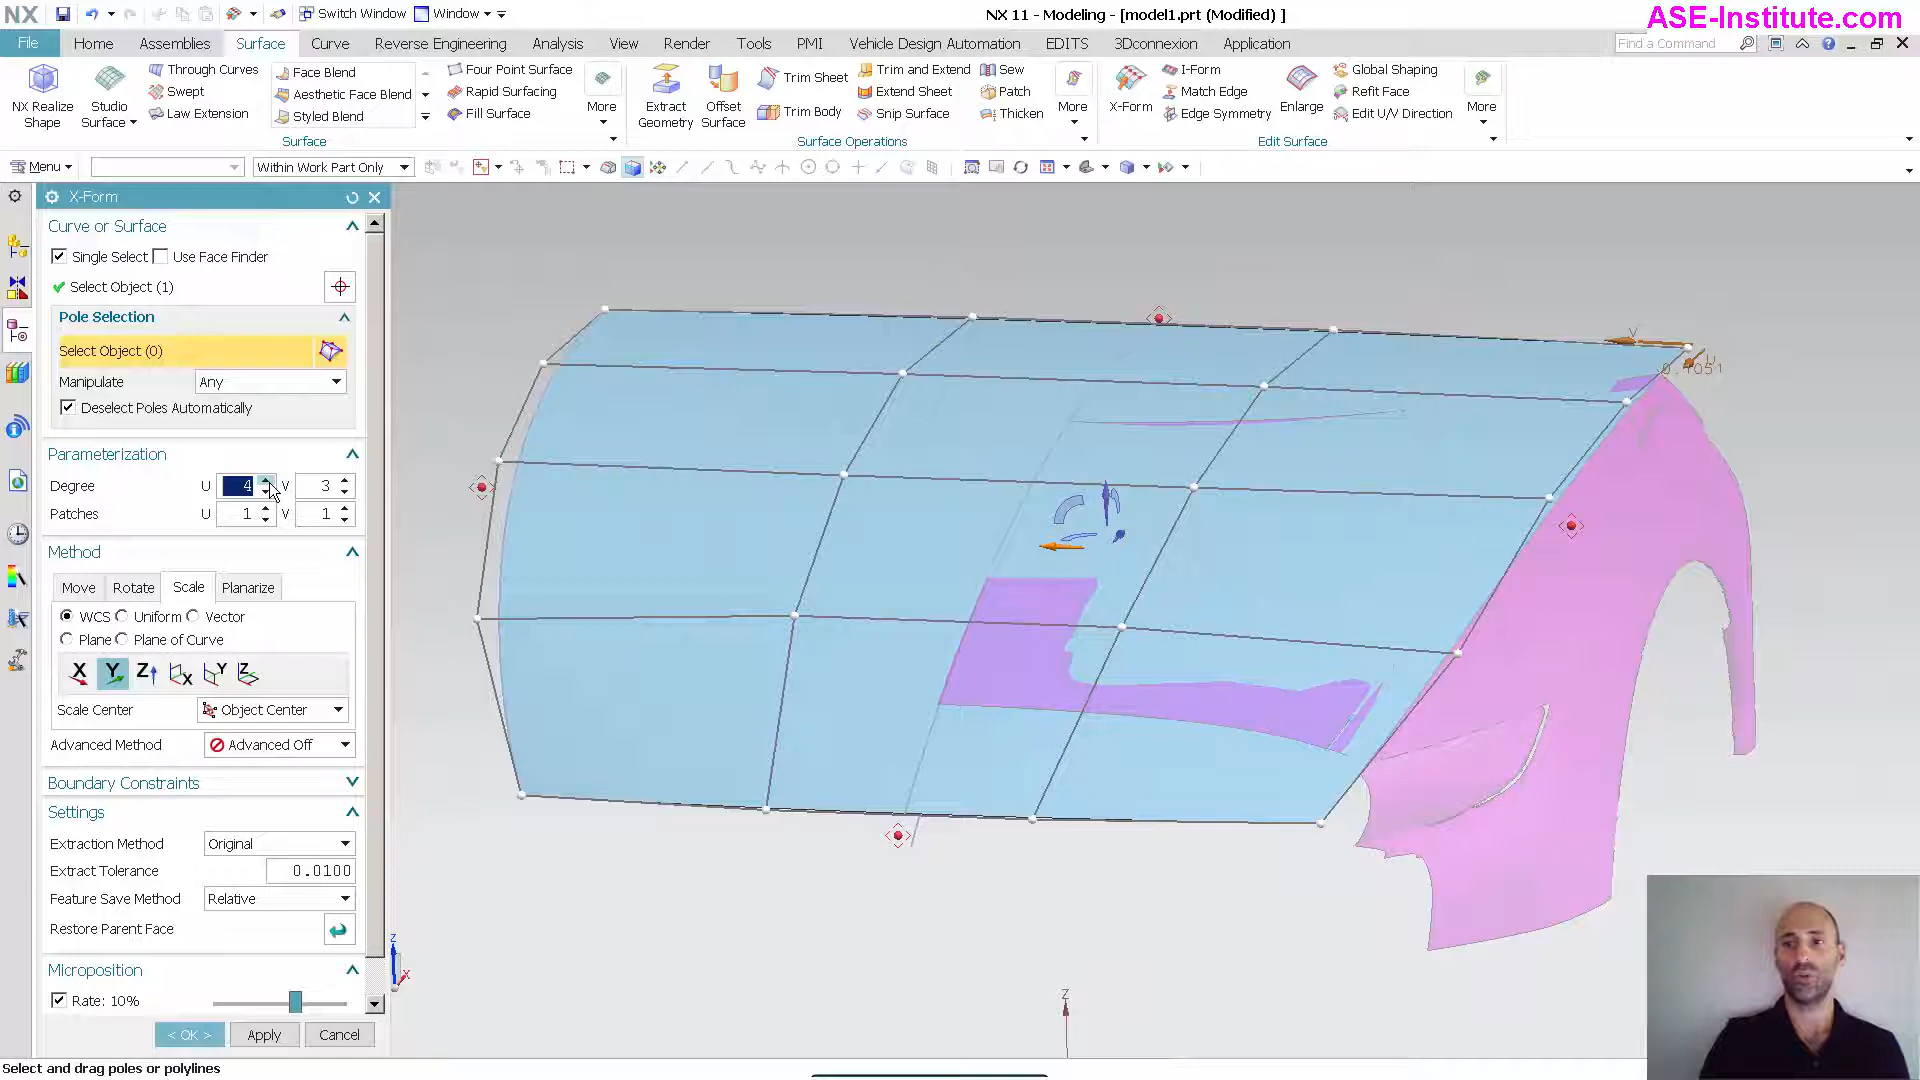 NX
Switch Window
Window
NX 11 - Modeling - [model1.prt (Modified) ]
ASE-Institute.com
File
Home
Assemblies
Surface
Curve
Reverse Engineering
Analysis
View
Render
Tools
PMI
Vehicle Design Automation
EDITS
3Dconnexion
Application
Find a Command
NX Realize Shape
Studio Surface
Through Curves
Swept
Law Extension
Face Blend
Aesthetic Face Blend
Styled Blend
Four Point Surface
Rapid Surfacing
Fill Surface
More
Surface
Extract Geometry
Offset Surface
Trim Sheet
Trim Body
Trim and Extend
Extend Sheet
Snip Surface
Sew
Patch
Thicken
More
Surface Operations
X-Form
I-Form
Match Edge
Edge Symmetry
Enlarge
Global Shaping
Refit Face
Edit U/V Direction
More
Edit Surface
Menu
Within Work Part Only
X-Form
Curve or Surface
Single Select
Use Face Finder
Select Object (1)
Pole Selection
Select Object (0)
Manipulate
Any
Deselect Poles Automatically
Parameterization
Degree U 4 V 3
Patches U 1 V 1
Method
Move
Rotate
Scale
Planarize
WCS
Uniform
Vector
Plane
Plane of Curve
X Y Z X Y Z
Scale Center
Object Center
Advanced Method
Advanced Off
Boundary Constraints
Settings
Extraction Method
Original
Extract Tolerance
0.0100
Feature Save Method
Relative
Restore Parent Face
Microposition
Rate: 10%
< OK >
Apply
Cancel
Select and drag poles or polylines
V
U
Z
X
Z